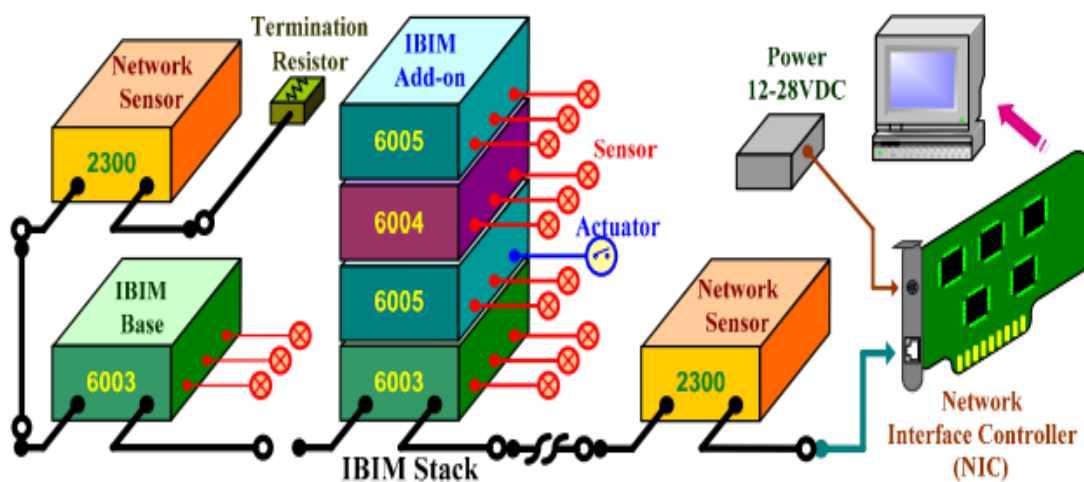 Network
Sensor
2300
Termination
Resistor
IBIM
Add-on
6005
6004
6005
6003
Sensor
Actuator
IBIM
Base
6003
IBIM Stack
Network
Sensor
2300
Power
12-28VDC
Network
Interface Controller
(NIC)